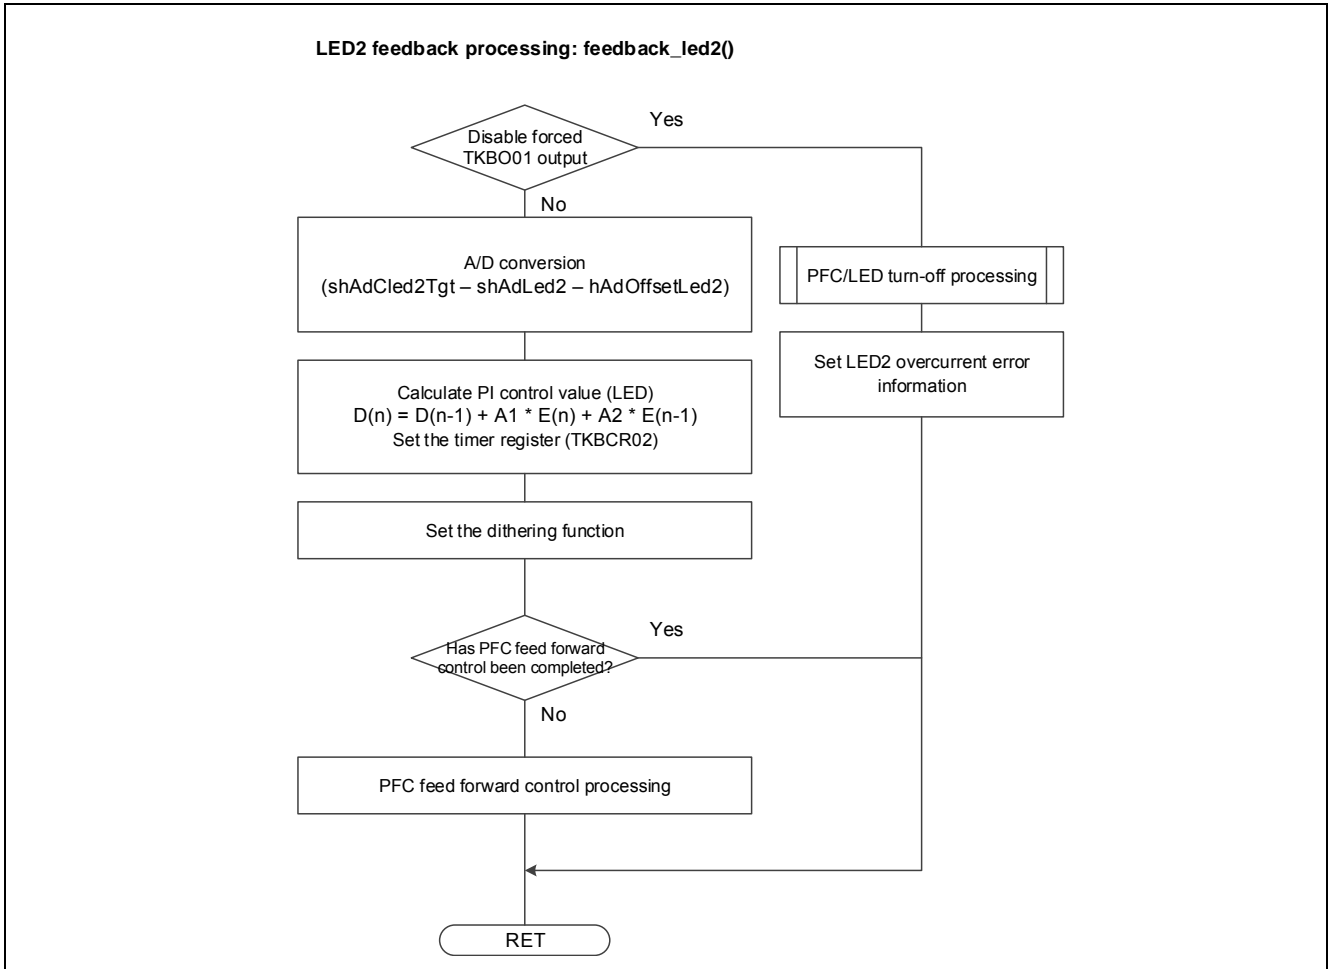 LED2 feedback processing: feedback_led2()
Disable forced
TKBO01 output
Yes
No
A/D conversion
(shAdCled2Tgt – shAdLed2 – hAdOffsetLed2)
PFC/LED turn-off processing
Set LED2 overcurrent error
information
Calculate PI control value (LED)
D(n) = D(n-1) + A1 * E(n) + A2 * E(n-1)
Set the timer register (TKBCR02)
Set the dithering function
Has PFC feed forward
control been completed?
Yes
No
PFC feed forward control processing
RET